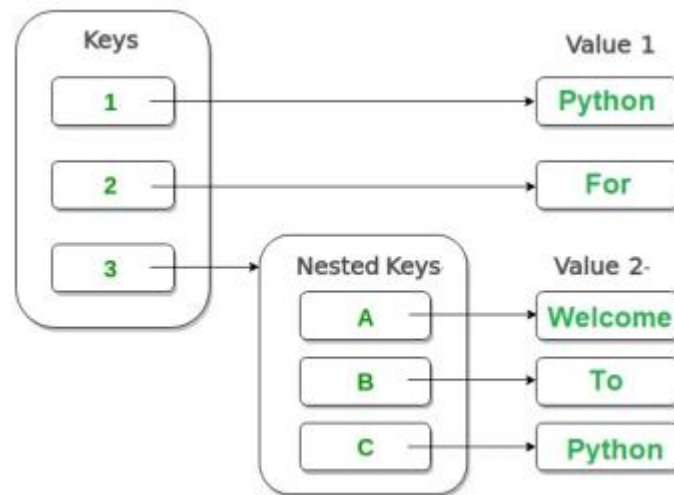 Keys
Value 1
1
Python
2
For
3
Nested Keys
Value 2-
A
Welcome
B
To
C
Python